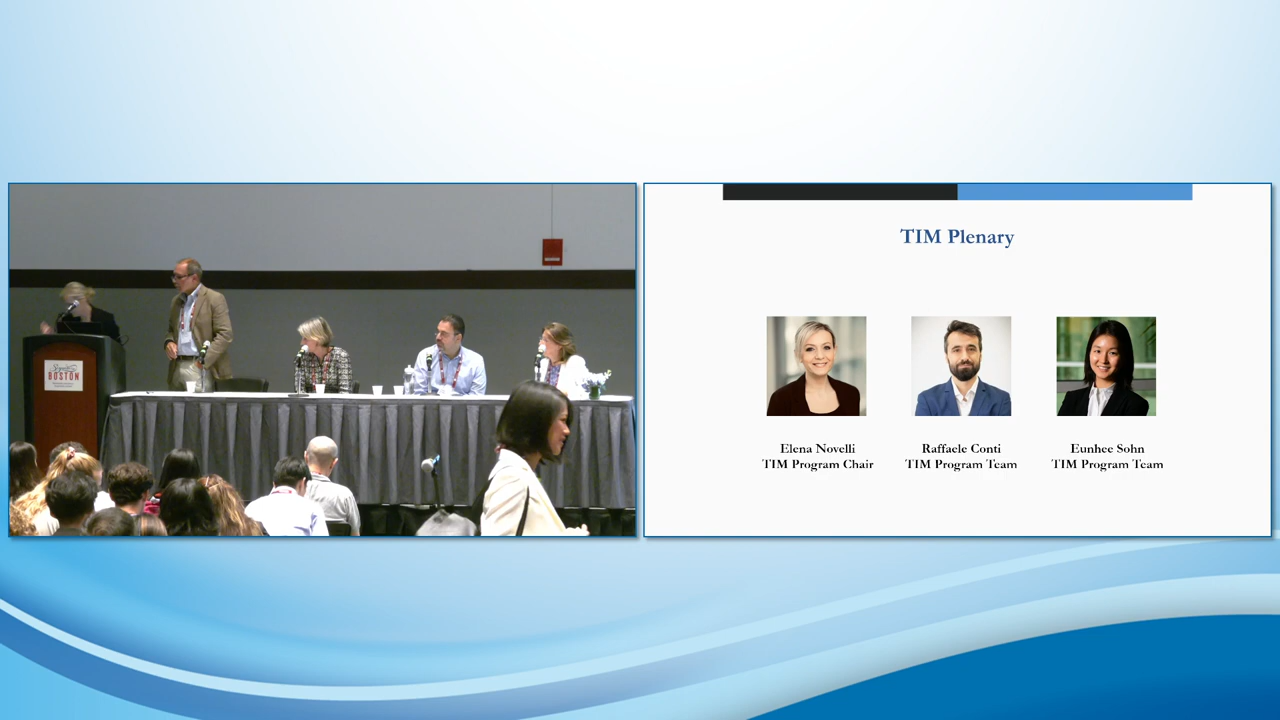 BOSTON
TIM Plenary
Elena Novelli
TIM Program Chair
Raffaele Conti
TIM Program Team
Eunhee Sohn
TIM Program Team